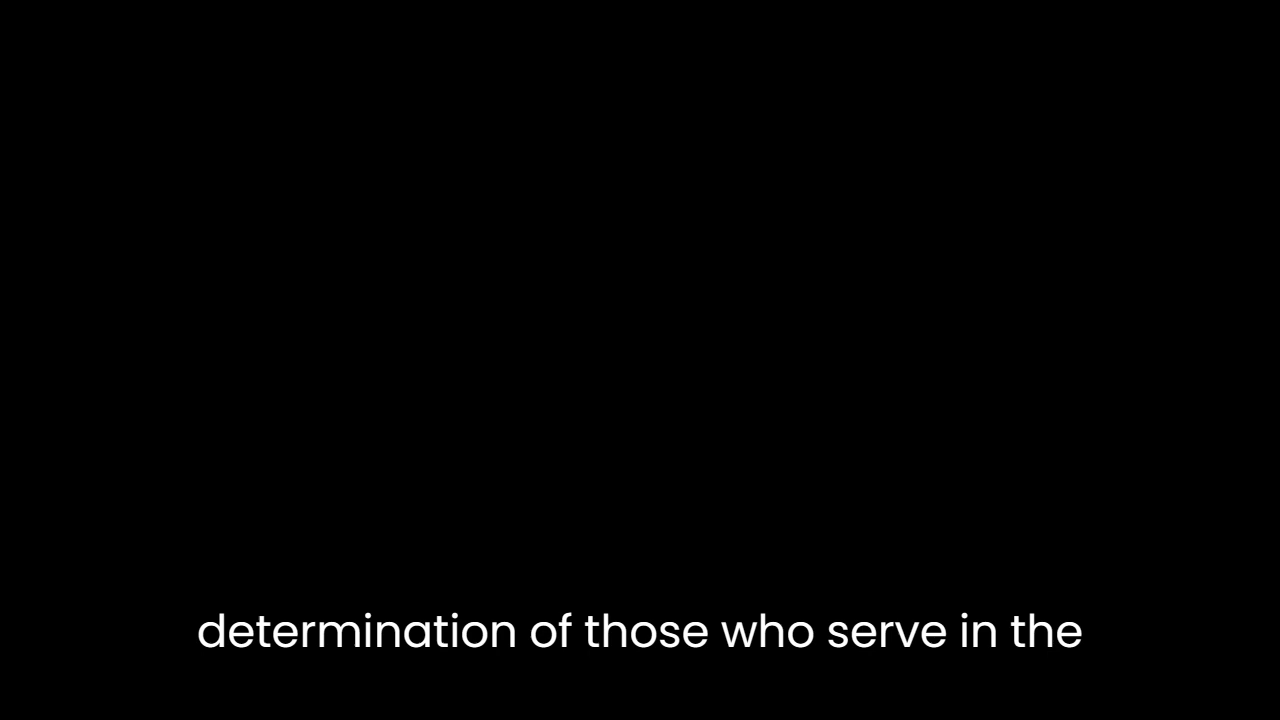 determination of those who serve in the